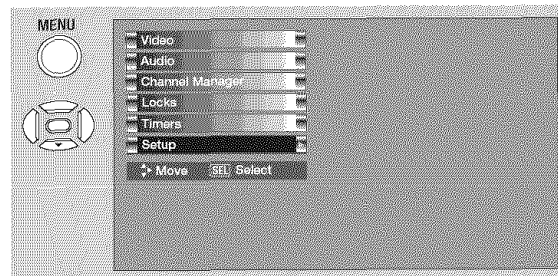 MENU
Video
Audio
Channel Manager
Locks
Timers
Setup
Move SEL Select